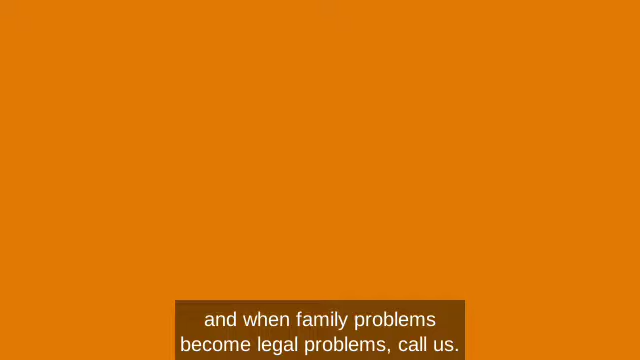 and when family problems
become legal problems, call us.